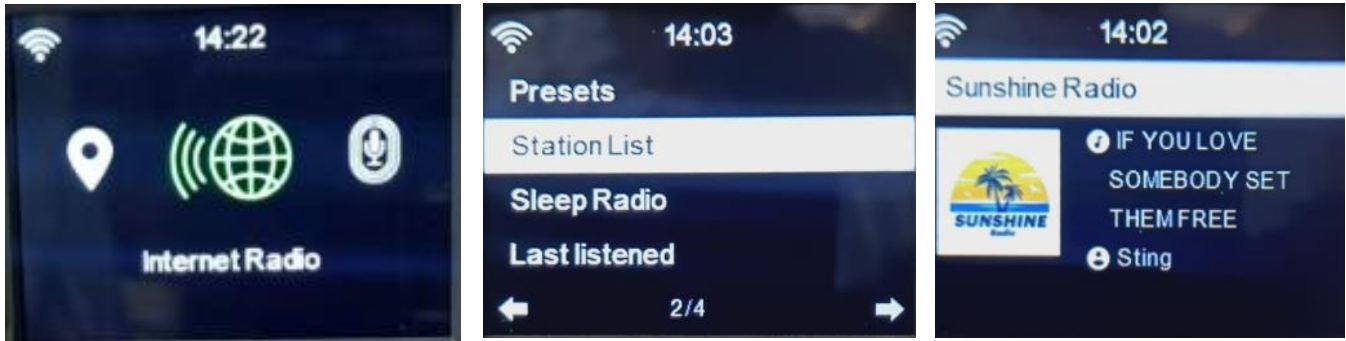 14:22
Internet Radio
14:03
Presets
Station List
Sleep Radio
Last listened
2/4
14:02
Sunshine Radio
IF YOU LOVE
SOMEBODY SET
THEM FREE
Sting
SUNSHINE
Radio